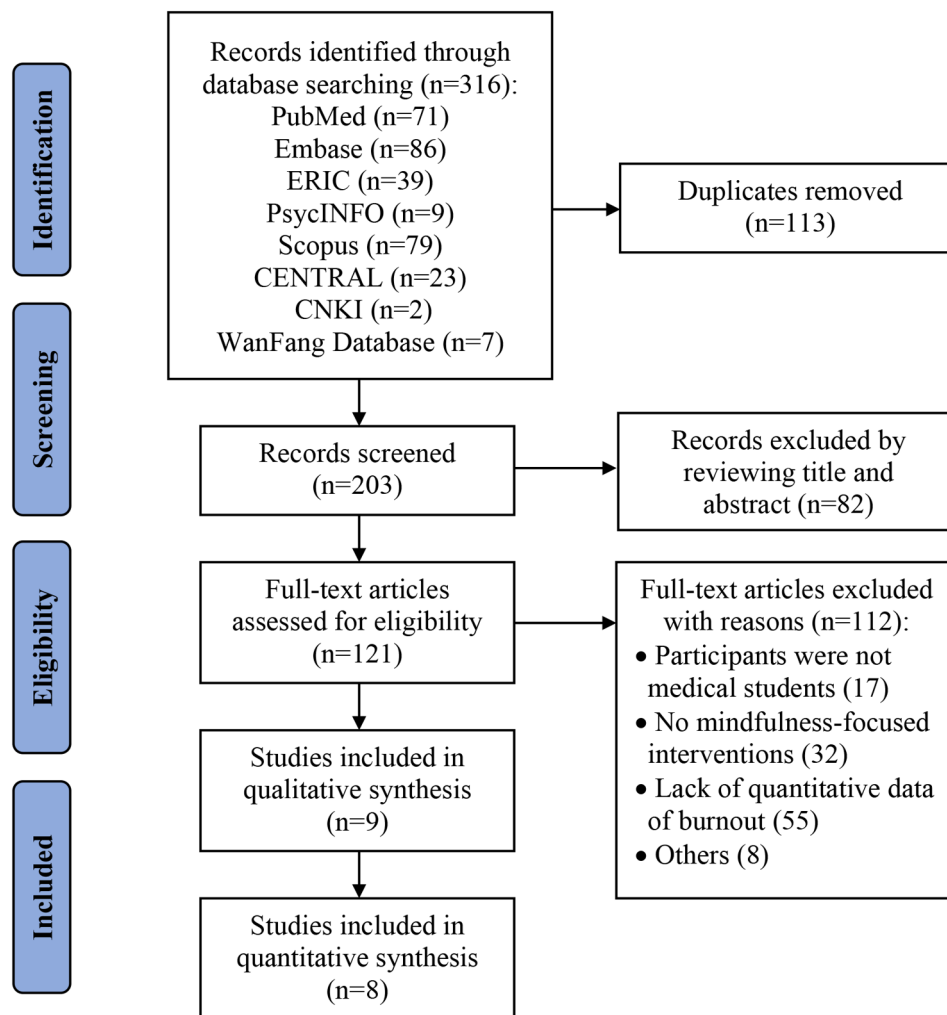 Identification
Screening
Eligibility
Included
Records identified through
database searching (n=316):
PubMed (n=71)
Embase (n=86)
ERIC (n=39)
PsycINFO (n=9)
Scopus (n=79)
CENTRAL (n=23)
CNKI (n=2)
WanFang Database (n=7)
Duplicates removed
(n=113)
Records screened
(n=203)
Records excluded by
reviewing title and
abstract (n=82)
Full-text articles
assessed for eligibility
(n=121)
Full-text articles excluded
with reasons (n=112):
• Participants were not
medical students (17)
• No mindfulness-focused
interventions (32)
• Lack of quantitative data
of burnout (55)
• Others (8)
Studies included in
qualitative synthesis
(n=9)
Studies included in
quantitative synthesis
(n=8)